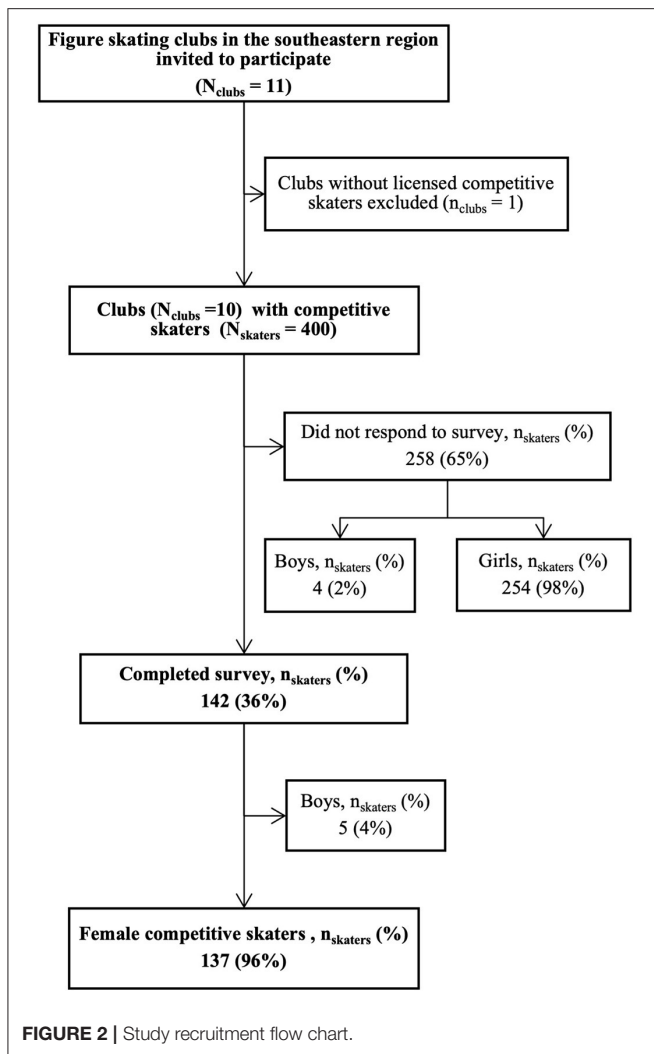 Figure skating clubs in the southeastern region
invited to participate
(Nclubs = 11)
Clubs without licensed competitive
skaters excluded (nclubs = 1)
Clubs (Nclubs =10) with competitive
skaters (Nskaters = 400)
Did not respond to survey, nskaters (%)
258 (65%)
Boys, nskaters (%)
4 (2%)
Girls, nskaters (%)
254 (98%)
Completed survey, nskaters (%)
142 (36%)
Boys, nskaters (%)
5 (4%)
Female competitive skaters , nskaters (%)
137 (96%)
FIGURE 2 | Study recruitment flow chart.